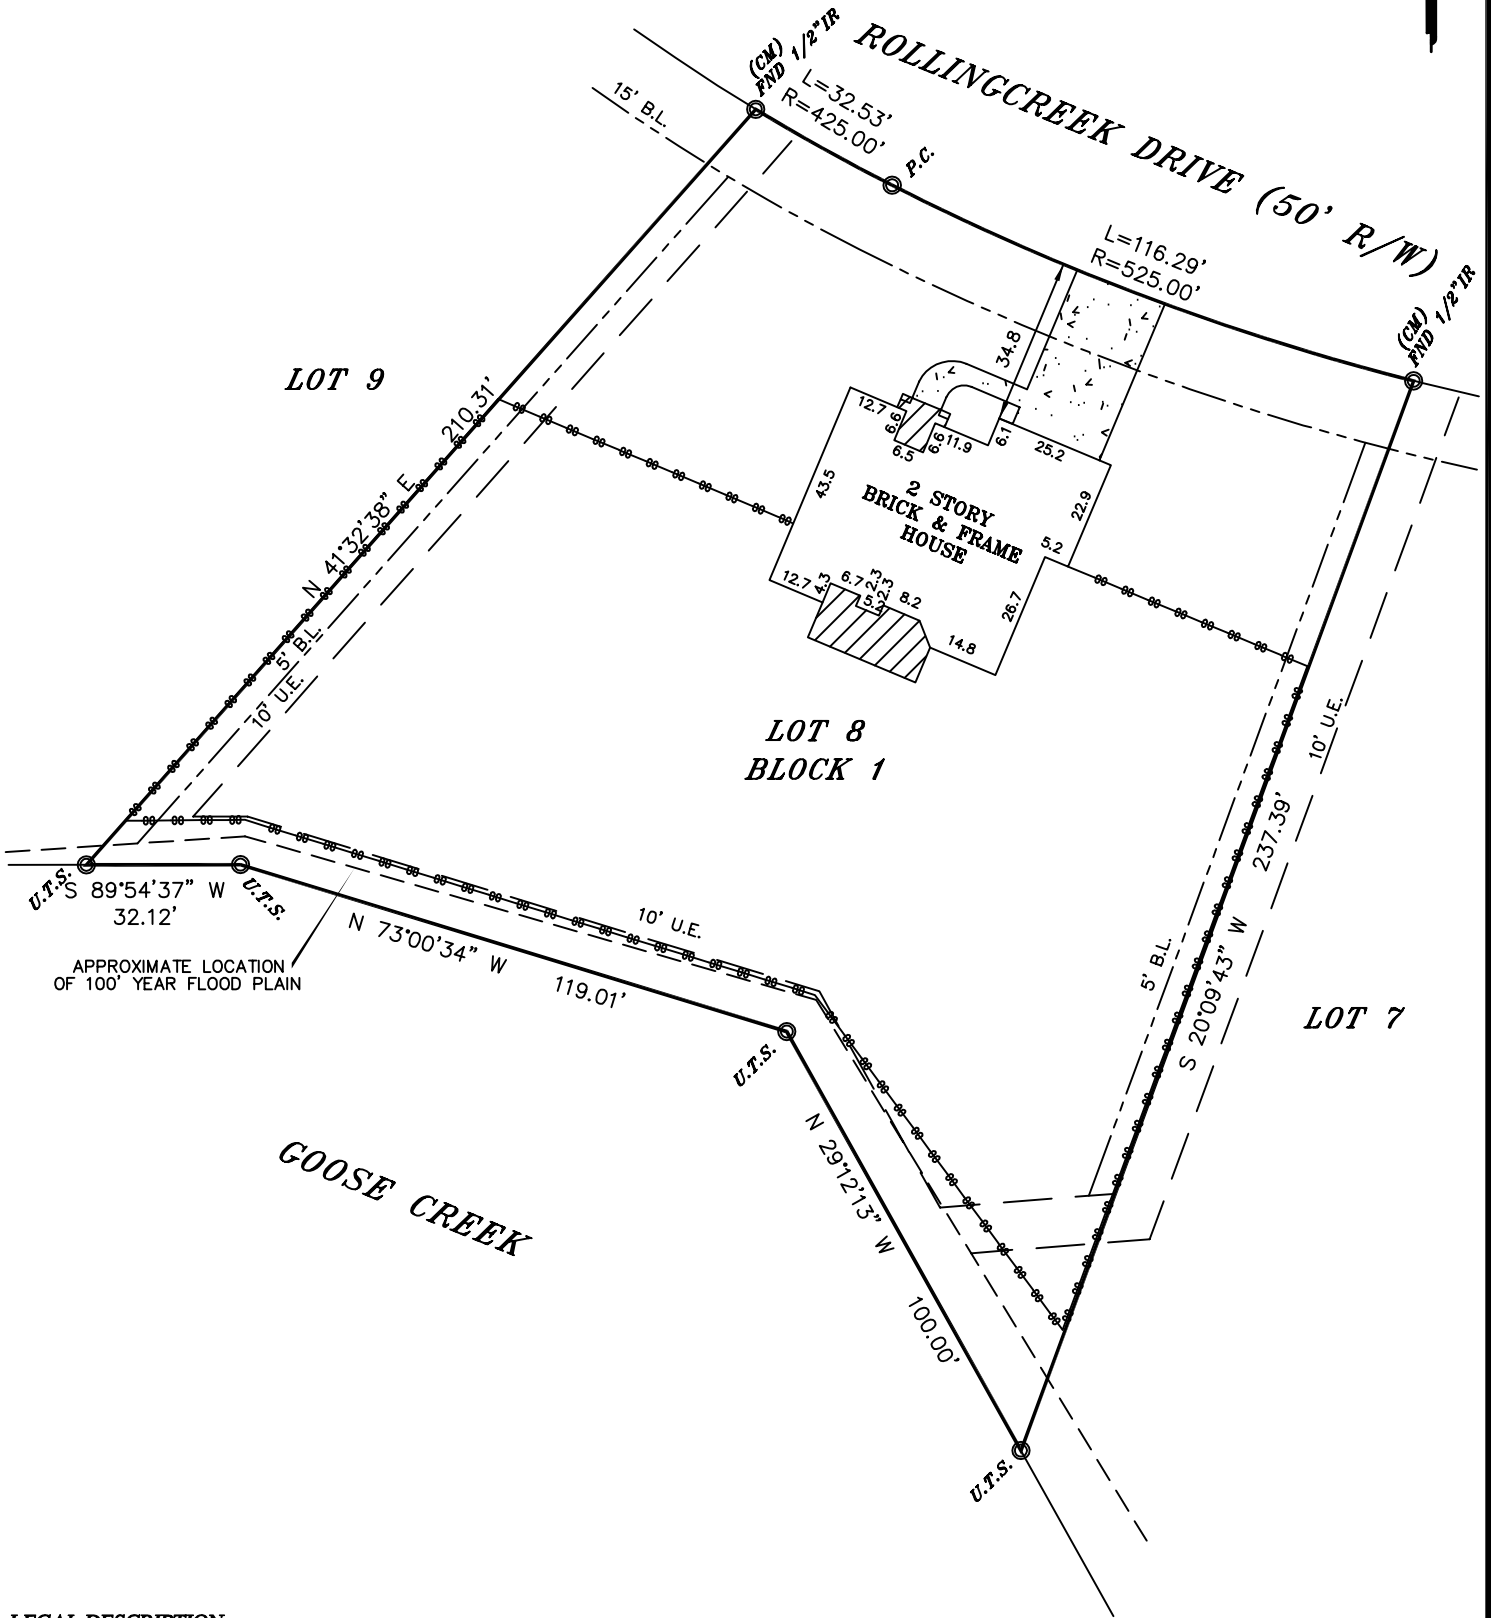 (CM)
FND 1/2"IR
ROLLINGCREEK DRIVE (50' R/W)
L=32.53'
R=425.00'
15' B.L.
P.C.
L=116.29'
R=525.00'
(CM)
FND 1/2"IR
34.8
LOT 9
210.31'
N 41°32'38" E
12.7
6.6
6.5
6.6
11.9
6.1
25.2
43.5
22.9
2 STORY
BRICK & FRAME
HOUSE
5.2
12.7
4.3
6.7
2.3
5.2
2.3
8.2
26.7
14.8
5' B.L.
10' U.E.
LOT 8
BLOCK 1
10' U.E.
237.39'
S 20°09'43" W
5' B.L.
LOT 7
U.T.S.
S 89°54'37" W
32.12'
U.T.S.
10' U.E.
N 73°00'34" W
119.01'
APPROXIMATE LOCATION
OF 100' YEAR FLOOD PLAIN
U.T.S.
GOOSE CREEK
N 29°12'13" W
100.00'
U.T.S.
LEGAL DESCRIPTION